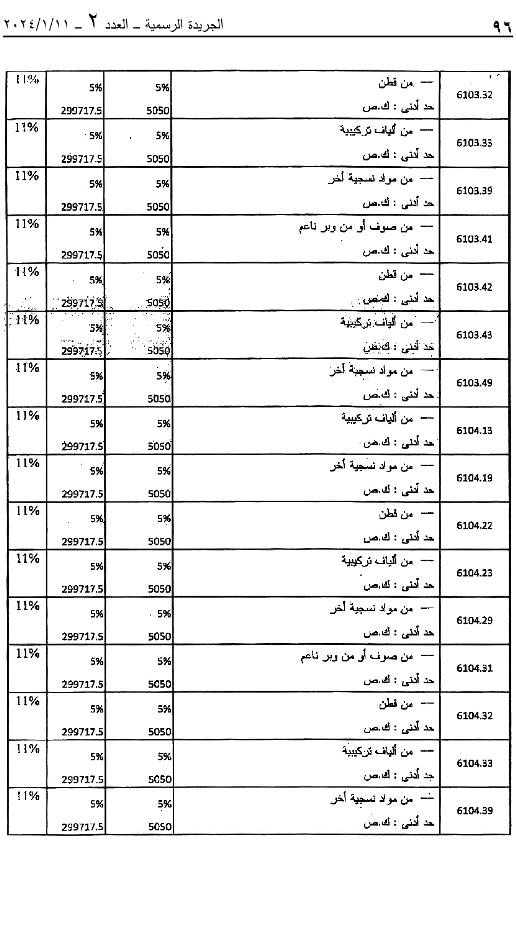 ٩٦
الجريدة الرسمية ــ العدد ٢ ــ ٢٠٢٤/١/١١
6103.32 — من قطن 5% 5% 11%
حد أدنى : ك.ص 5050 299717.5
6103.33 — من ألياف تركيبية 5% 5% 11%
حد أدنى : ك.ص 5050 299717.5
6103.39 — من مواد نسجية أخر 5% 5% 11%
حد أدنى : ك.ص 5050 299717.5
6103.41 — من صوف أو من وبر ناعم 5% 5% 11%
حد أدنى : ك.ص 5050 299717.5
6103.42 — من قطن 5% 5% 11%
حد أدنى : ك.ص 5050 299717.5
6103.43 — من ألياف تركيبية 5% 5% 11%
حد أدنى : ك.ص 5050 299717.5
6103.49 — من مواد نسجية أخر 5% 5% 11%
حد أدنى : ك.ص 5050 299717.5
6104.13 — من ألياف تركيبية 5% 5% 11%
حد أدنى : ك.ص 5050 299717.5
6104.19 — من مواد نسجية أخر 5% 5% 11%
حد أدنى : ك.ص 5050 299717.5
6104.22 — من قطن 5% 5% 11%
حد أدنى : ك.ص 5050 299717.5
6104.23 — من ألياف تركيبية 5% 5% 11%
حد أدنى : ك.ص 5050 299717.5
6104.29 — من مواد نسجية أخر 5% 5% 11%
حد أدنى : ك.ص 5050 299717.5
6104.31 — من صوف أو من وبر ناعم 5% 5% 11%
حد أدنى : ك.ص 5050 299717.5
6104.32 — من قطن 5% 5% 11%
حد أدنى : ك.ص 5050 299717.5
6104.33 — من ألياف تركيبية 5% 5% 11%
حد أدنى : ك.ص 5050 299717.5
6104.39 — من مواد نسجية أخر 5% 5% 11%
حد أدنى : ك.ص 5050 299717.5